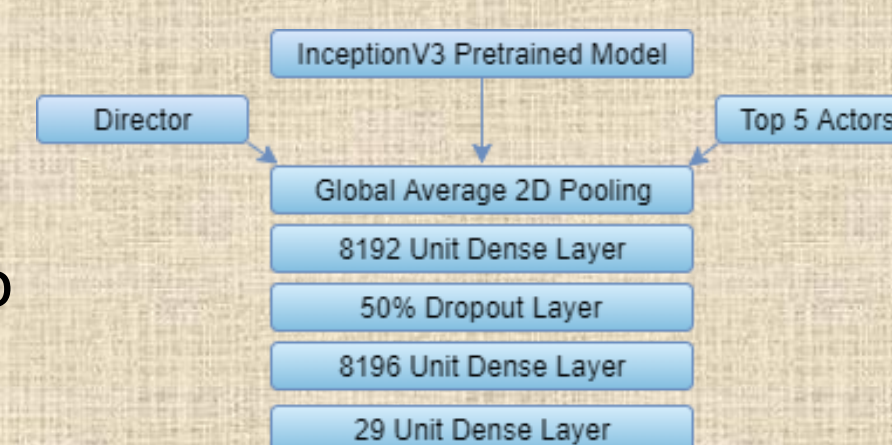 InceptionV3 Pretrained Model
Director
Top 5 Actors
Global Average 2D Pooling
8192 Unit Dense Layer
50% Dropout Layer
8196 Unit Dense Layer
29 Unit Dense Layer